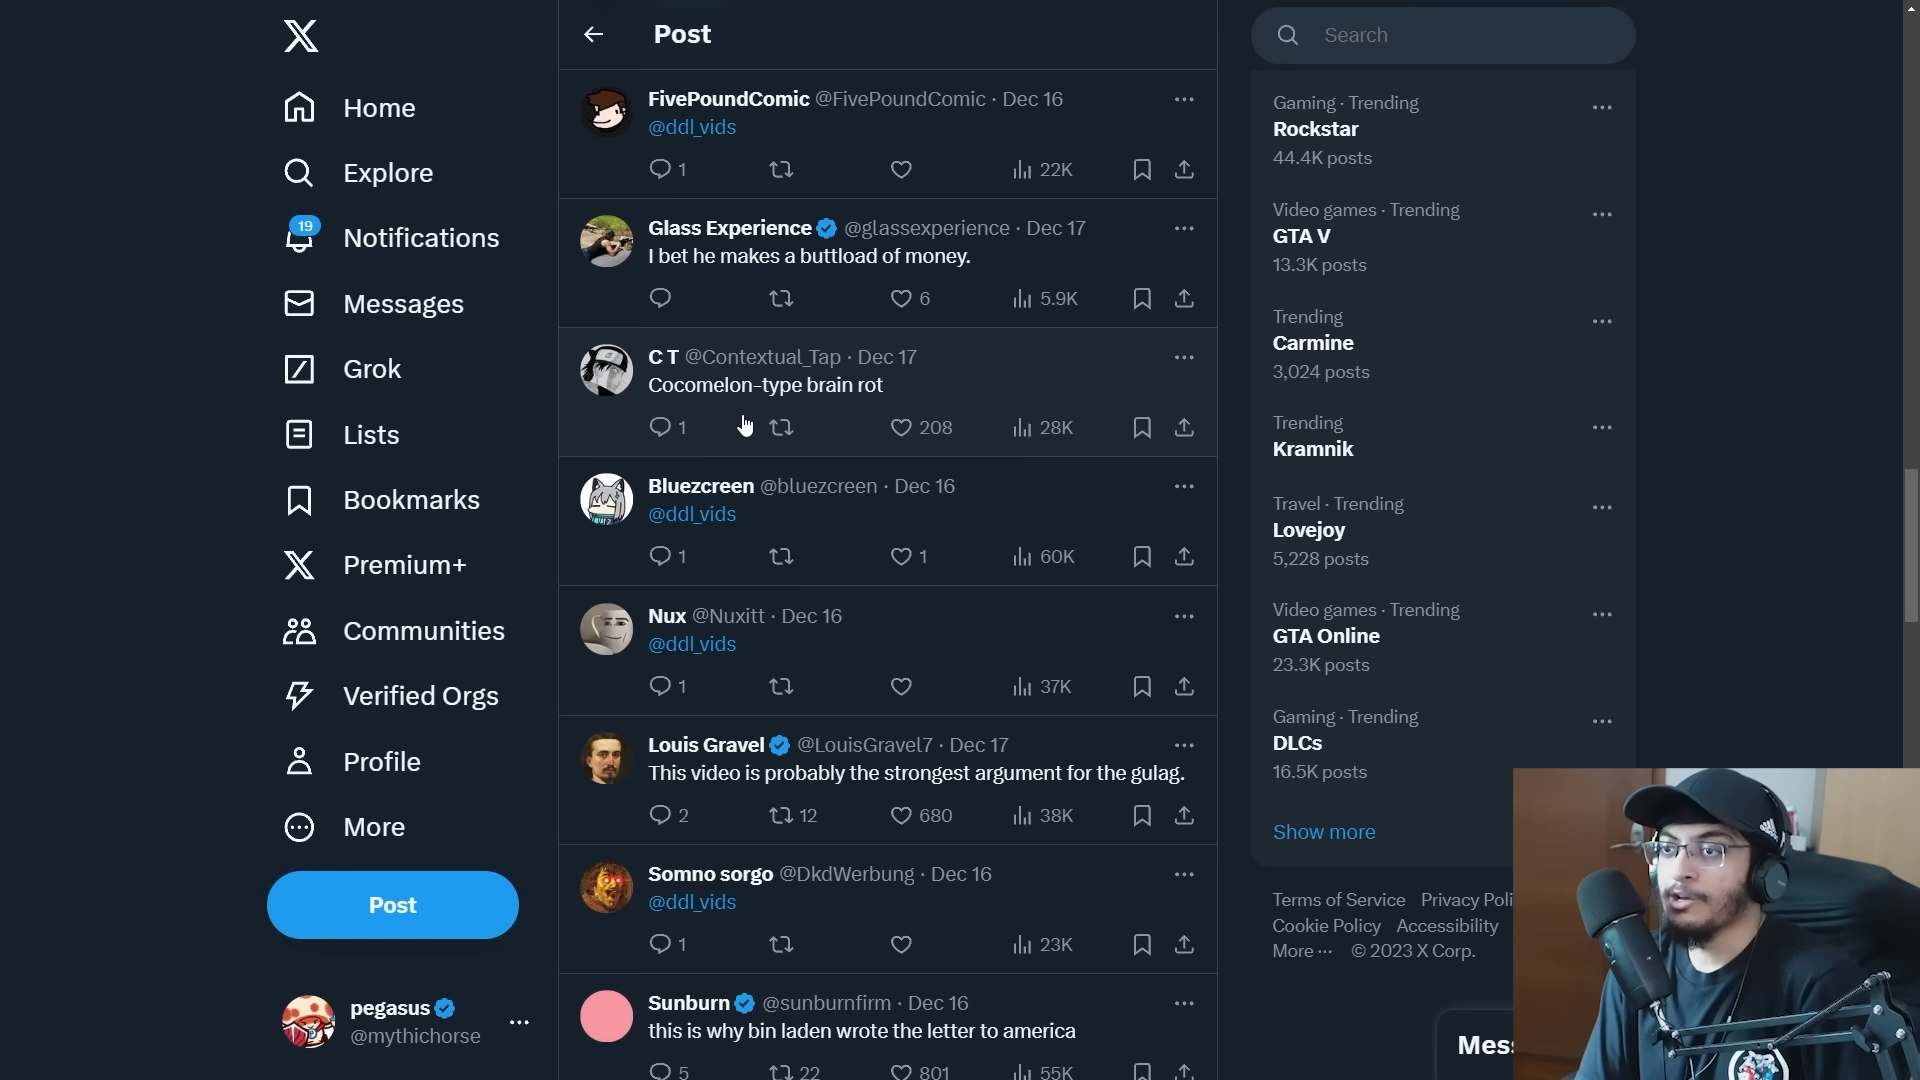 Home
Explore
19
Notifications
Messages
Grok
Lists
Bookmarks
Premium+
Communities
Verified Orgs
Profile
More
Post
pegasus
@mythichorse
Post
FivePoundComic @FivePoundComic · Dec 16
@ddl_vids
1 22K
Glass Experience @glassexperience · Dec 17
I bet he makes a buttload of money.
6 5.9K
C T @Contextual_Tap · Dec 17
Cocomelon-type brain rot
1 208 28K
Bluezcreen @bluezcreen · Dec 16
@ddl_vids
1 1 60K
Nux @Nuxitt · Dec 16
@ddl_vids
1 37K
Louis Gravel @LouisGravel7 · Dec 17
This video is probably the strongest argument for the gulag.
2 12 680 38K
Somno sorgo @DkdWerbung · Dec 16
@ddl_vids
1 23K
Sunburn @sunburnfirm · Dec 16
this is why bin laden wrote the letter to america
5 22 801 55K
Search
Gaming · Trending
Rockstar
44.4K posts
Video games · Trending
GTA V
13.3K posts
Trending
Carmine
3,024 posts
Trending
Kramnik
Travel · Trending
Lovejoy
5,228 posts
Video games · Trending
GTA Online
23.3K posts
Gaming · Trending
DLCs
16.5K posts
Show more
Terms of Service Privacy Poli
Cookie Policy Accessibility
More ··· © 2023 X Corp.
Mess